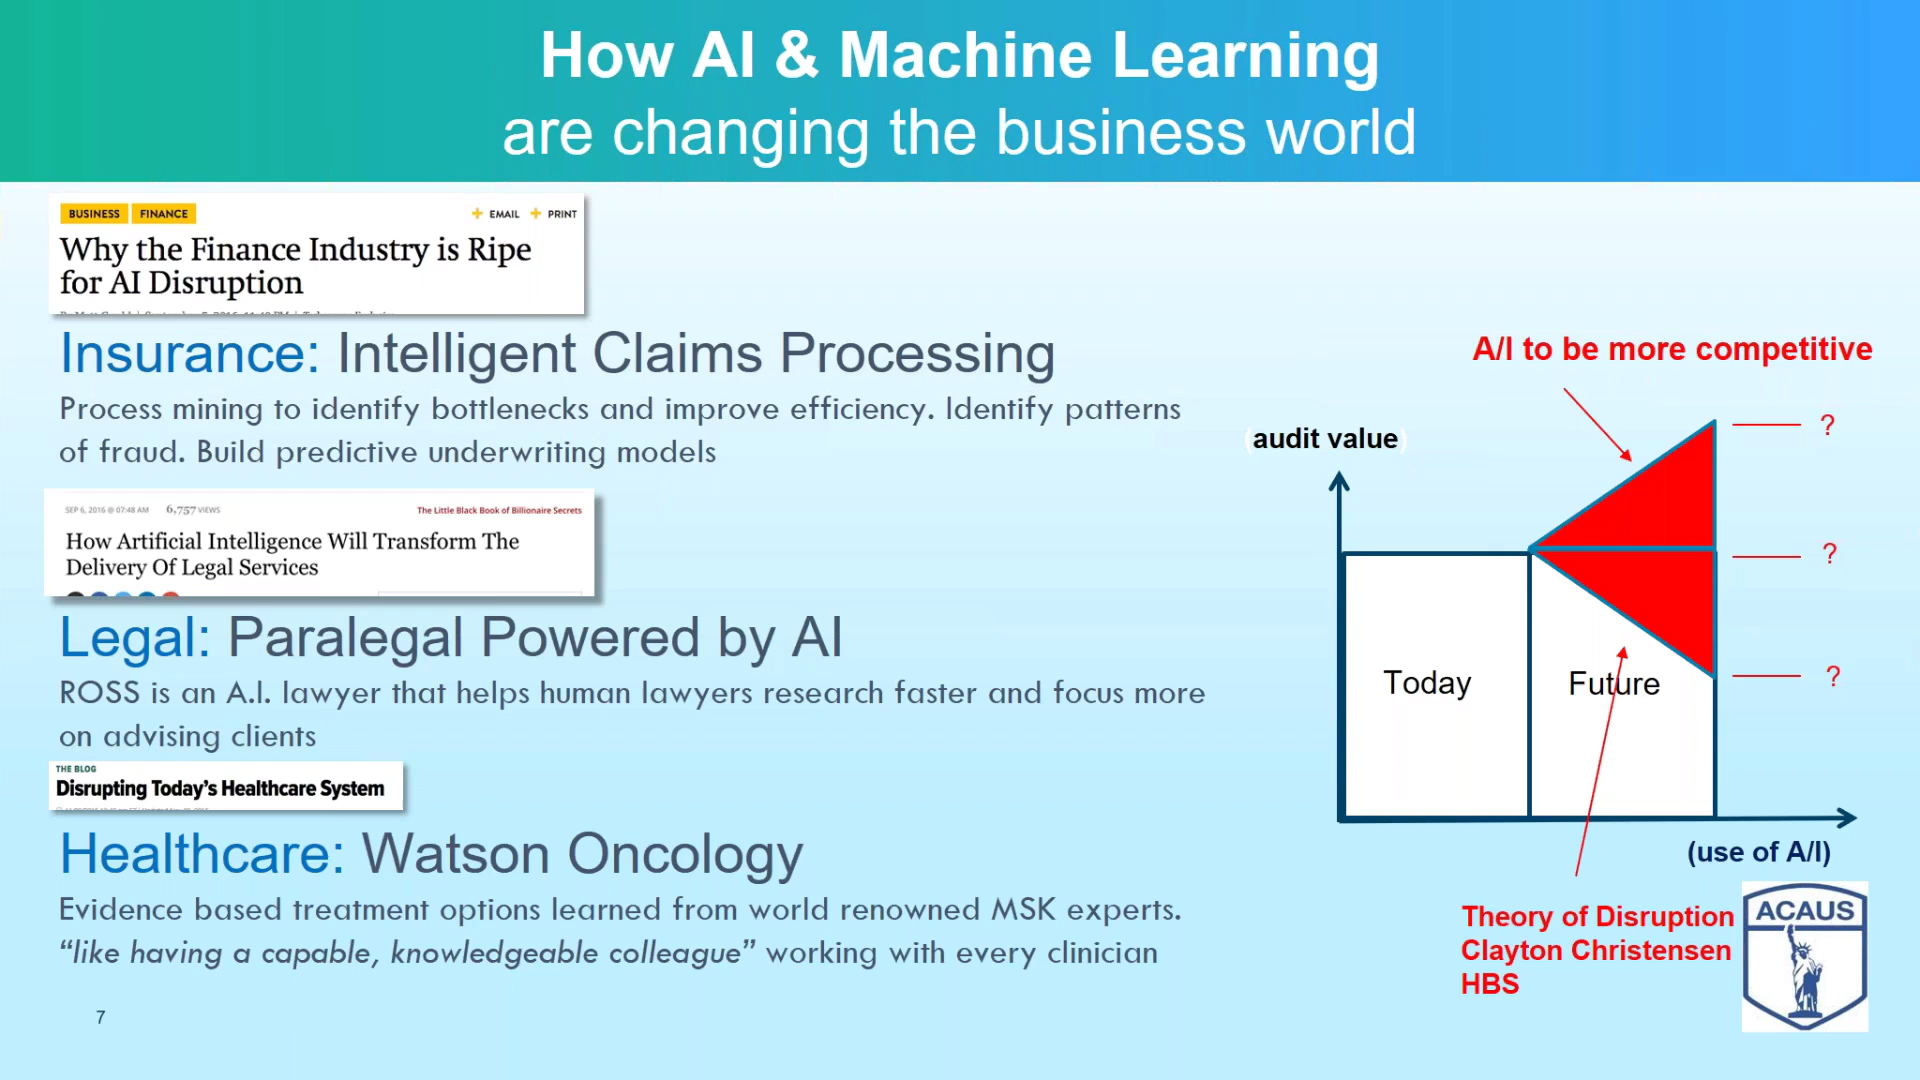 How AI & Machine Learning
are changing the business world
BUSINESS FINANCE + EMAIL + PRINT
Why the Finance Industry is Ripe
for AI Disruption
Insurance: Intelligent Claims Processing
Process mining to identify bottlenecks and improve efficiency. Identify patterns
of fraud. Build predictive underwriting models
SEP 6, 2016 @ 07:48 AM 6,757 VIEWS The Little Black Book of Billionaire Secrets
How Artificial Intelligence Will Transform The
Delivery Of Legal Services
Legal: Paralegal Powered by AI
ROSS is an A.I. lawyer that helps human lawyers research faster and focus more
on advising clients
THE BLOG
Disrupting Today's Healthcare System
Healthcare: Watson Oncology
Evidence based treatment options learned from world renowned MSK experts.
“like having a capable, knowledgeable colleague” working with every clinician
7
A/I to be more competitive
(audit value)
?
?
?
Today
Future
(use of A/I)
Theory of Disruption
Clayton Christensen
HBS
ACAUS